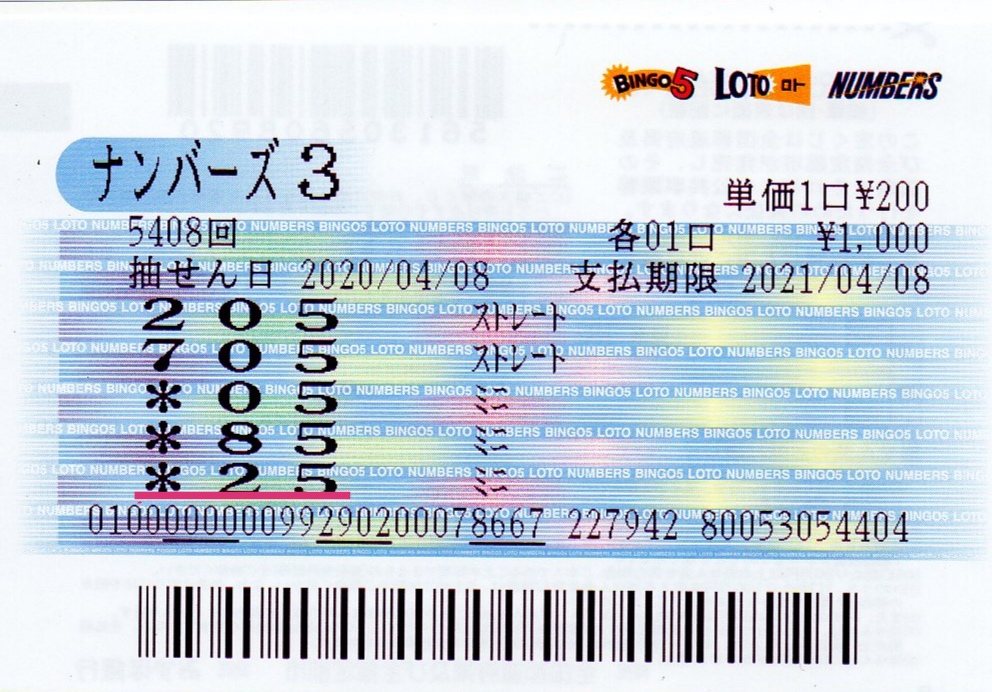 BINGO5 LOTO ロト NUMBERS
ナンバーズ3
単価1口¥200
5408回 各01口 ¥1,000
抽せん日 2020/04/08 支払期限 2021/04/08
205 ストレート
705 ストレート
*05 ミニ
*85 ミニ
*25 ミニ
0100000000099290200078667 227942 80053054404